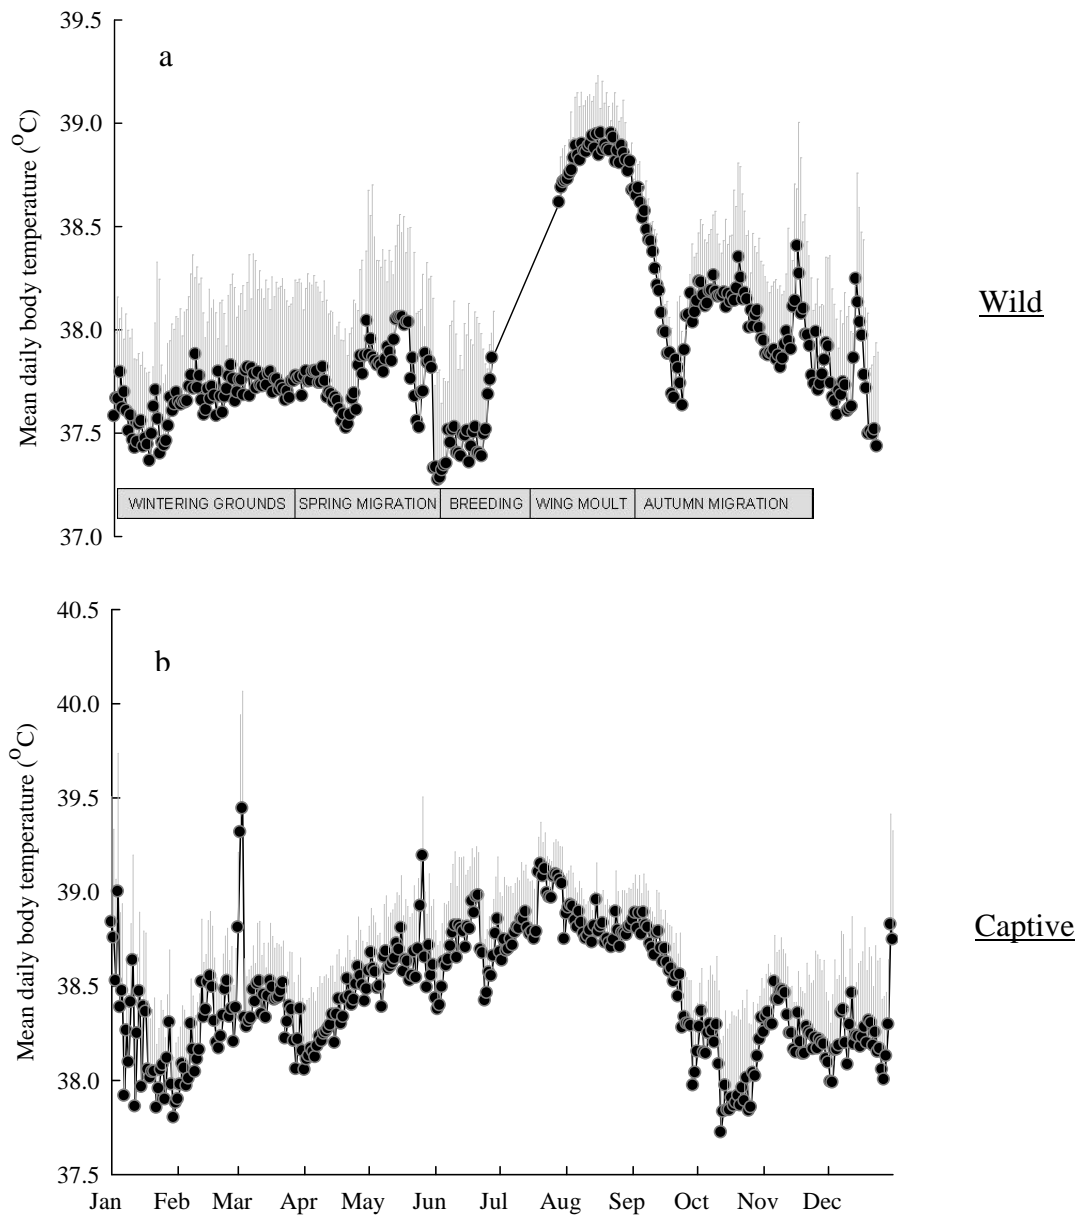 39.5
a
39.0
38.5
38.0
37.5
37.0
Mean daily body temperature (°C)
Wild
WINTERING GROUNDS SPRING MIGRATION BREEDING WING MOULT AUTUMN MIGRATION
40.5
b
40.0
39.5
39.0
38.5
38.0
37.5
Mean daily body temperature (°C)
Captive
Jan Feb Mar Apr May Jun Jul Aug Sep Oct Nov Dec